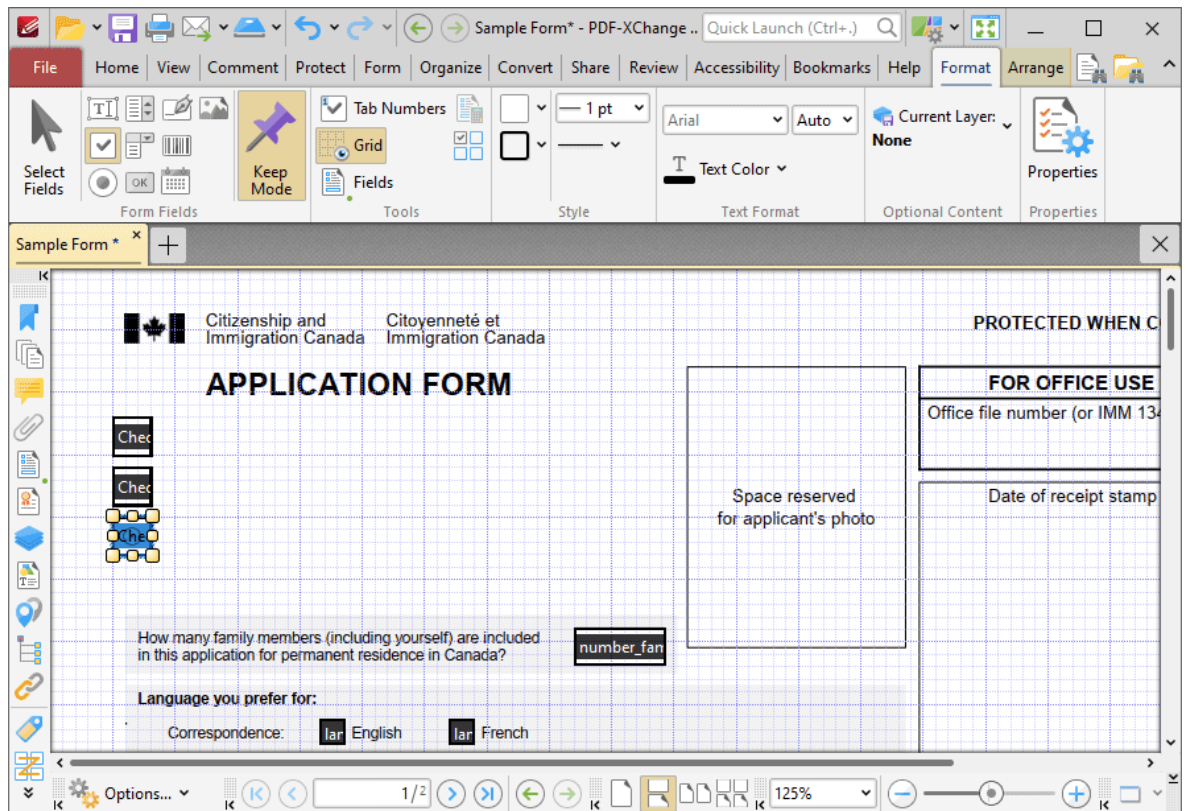 Sample Form* - PDF-XChange ..
Quick Launch (Ctrl+.)
File Home View Comment Protect Form Organize Convert Share Review Accessibility Bookmarks Help Format Arrange
Select Fields
OK
Keep Mode
Tab Numbers
Grid
Fields
1 pt
Arial
Auto
Text Color
Current Layer:
None
Properties
Form Fields Tools Style Text Format Optional Content Properties
Sample Form *
Citizenship and Immigration Canada
Citoyenneté et Immigration Canada
PROTECTED WHEN C
APPLICATION FORM
FOR OFFICE USE
Office file number (or IMM 134
Chec
Chec
Che
Space reserved
for applicant's photo
Date of receipt stamp
How many family members (including yourself) are included
in this application for permanent residence in Canada?
number_fan
Language you prefer for:
Correspondence: lar English lar French
Options...
1/2
125%